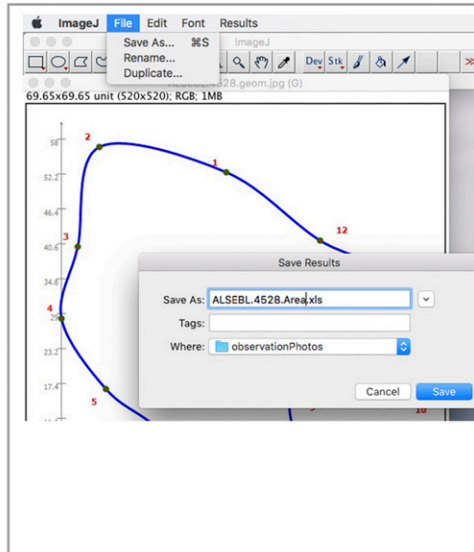 ImageJ File Edit Font Results
Save As... ⌘S
Rename...
Duplicate...
ImageJ
Dev Stk
4528.geom.jpg (G)
69.65x69.65 unit (520x520); RGB; 1MB
58
2
1
52.2
46.4
12
3
40.6
Save Results
34.8
Save As: ALSEBL.4528.Area.xls
4
Tags:
23.2
Where: observationPhotos
17.4
5
Cancel Save
10